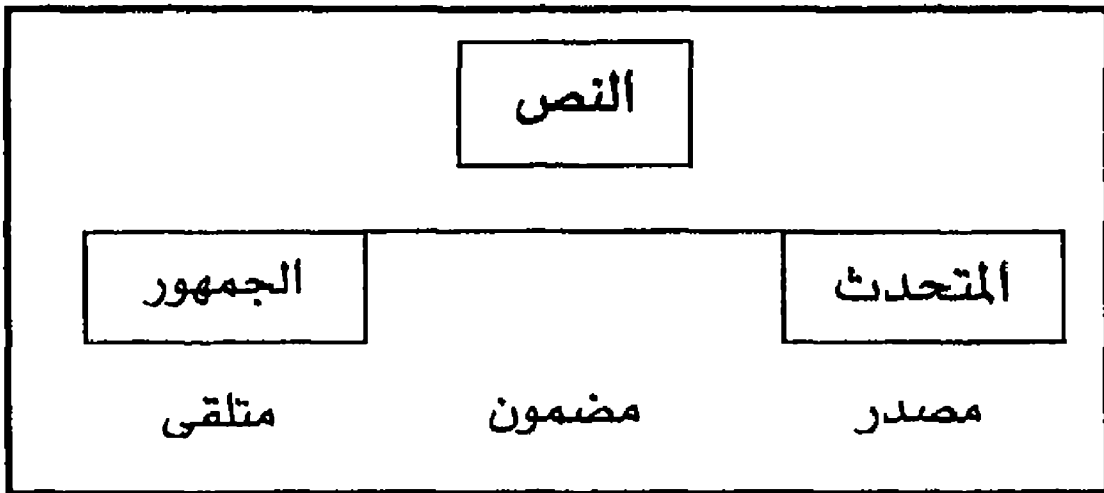 النص
المتحدث
الجمهور
مصدر
مضمون
متلقى